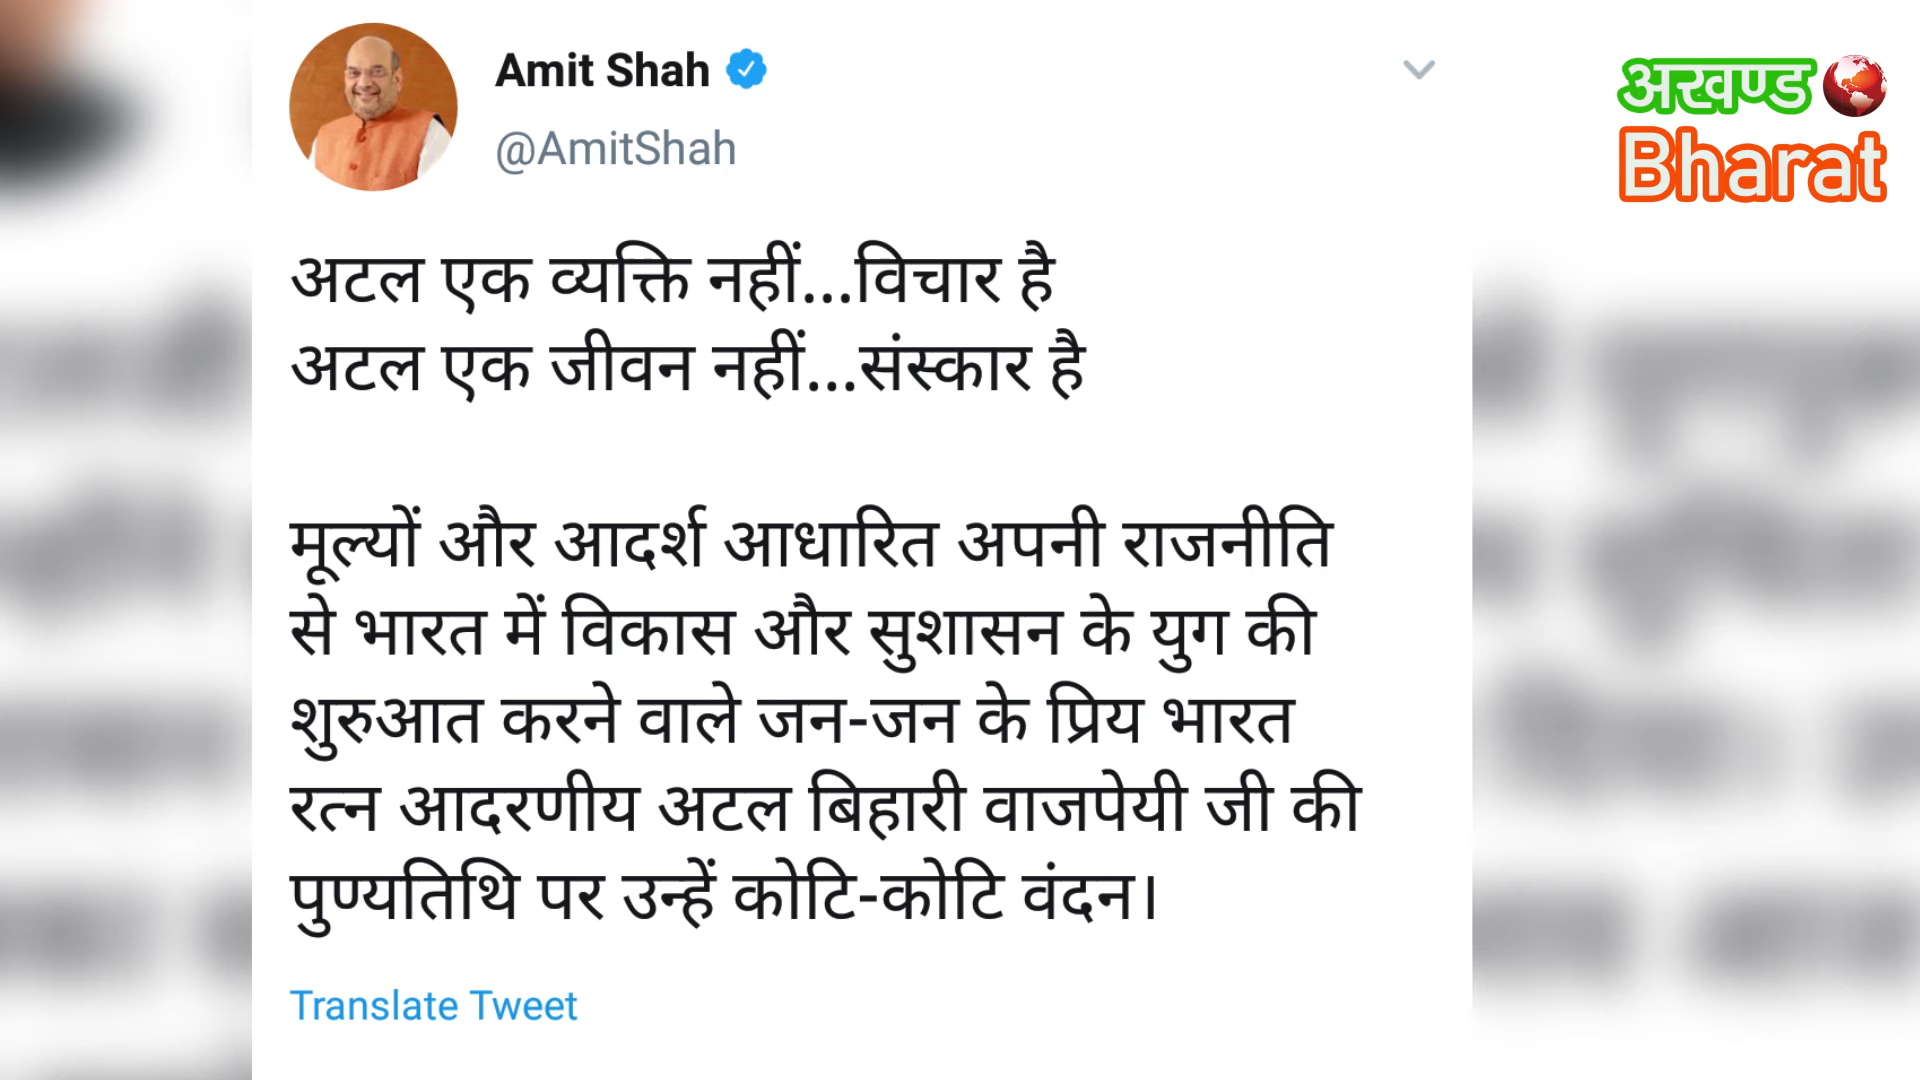 Amit Shah
@AmitShah
अखण्ड
Bharat
अटल एक व्यक्ति नहीं...विचार है
अटल एक जीवन नहीं...संस्कार है
मूल्यों और आदर्श आधारित अपनी राजनीति
से भारत में विकास और सुशासन के युग की
शुरुआत करने वाले जन-जन के प्रिय भारत
रत्न आदरणीय अटल बिहारी वाजपेयी जी की
पुण्यतिथि पर उन्हें कोटि-कोटि वंदन।
Translate Tweet